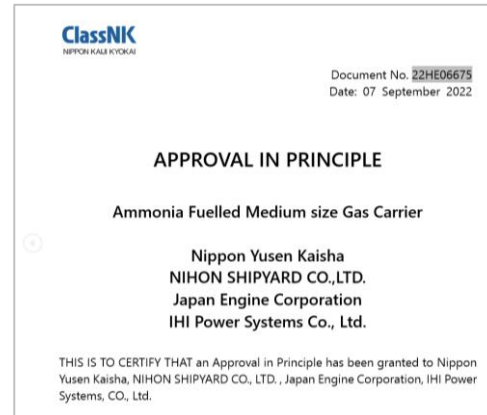 ClassNK
NIPPON KAIJI KYOKAI
Document No. 22HE06675
Date: 07 September 2022
APPROVAL IN PRINCIPLE
Ammonia Fuelled Medium size Gas Carrier
Nippon Yusen Kaisha
NIHON SHIPYARD CO.,LTD.
Japan Engine Corporation
IHI Power Systems Co., Ltd.
THIS IS TO CERTIFY THAT an Approval in Principle has been granted to Nippon
Yusen Kaisha, NIHON SHIPYARD CO., LTD. , Japan Engine Corporation, IHI Power
Systems, CO., Ltd.